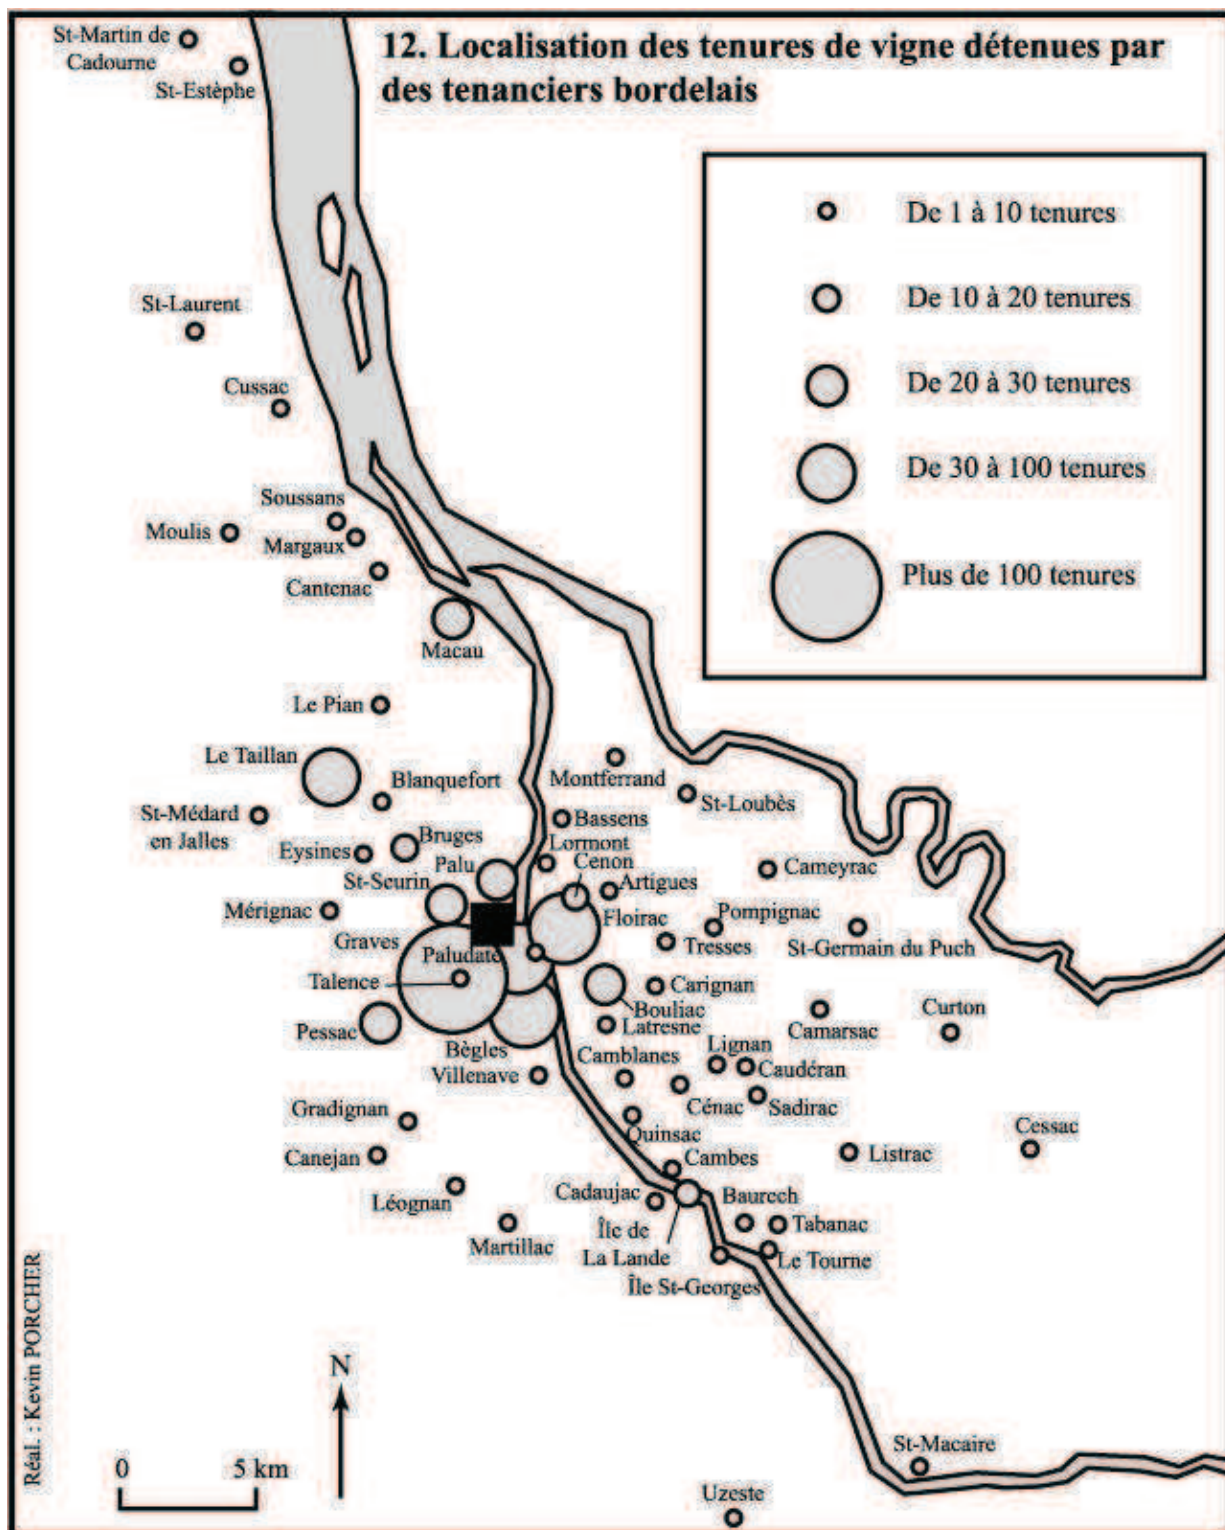 12. Localisation des tenures de vigne détenues par
des tenanciers bordelais
De 1 à 10 tenures
De 10 à 20 tenures
De 20 à 30 tenures
De 30 à 100 tenures
Plus de 100 tenures
St-Martin de
Cadourne
St-Estèphe
St-Laurent
Cussac
Soussans
Moulis
Margaux
Cantenac
Macau
Le Pian
Le Taillan
Blanquefort
Montferrand
St-Loubès
St-Médard
en Jalles
Bassens
Eysines
Bruges
Lormont
Palu
Cenon
Cameyrac
St-Seurin
Artigues
Mérignac
Floirac
Pompignac
Graves
Tresses
St-Germain du Puch
Paludate
Talence
Carignan
Bouliac
Curton
Pessac
Latresne
Camarsac
Bègles
Camblanes
Lignan
Villenave
Caudéran
Cénac
Sadirac
Gradignan
Quinsac
Cessac
Canejan
Cambes
Listrac
Léognan
Cadaujac
Baurech
Martillac
Île de
La Lande
Tabanac
Le Tourne
Île St-Georges
St-Macaire
Uzeste
N
0 5 km
Réal. : Kevin PORCHER